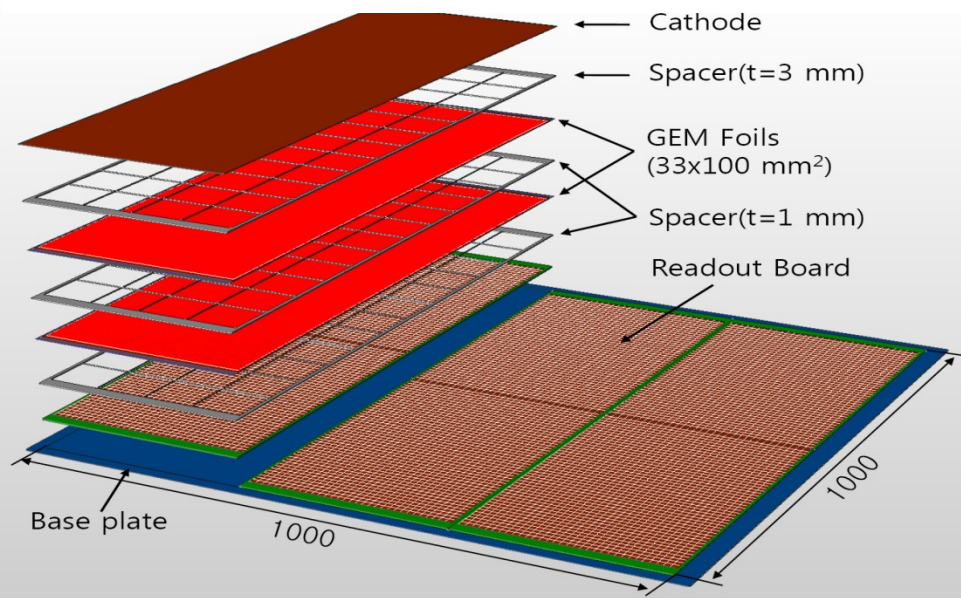 Cathode
Spacer(t=3 mm)
GEM Foils
(33x100 mm²)
Spacer(t=1 mm)
Readout Board
Base plate
1000
1000